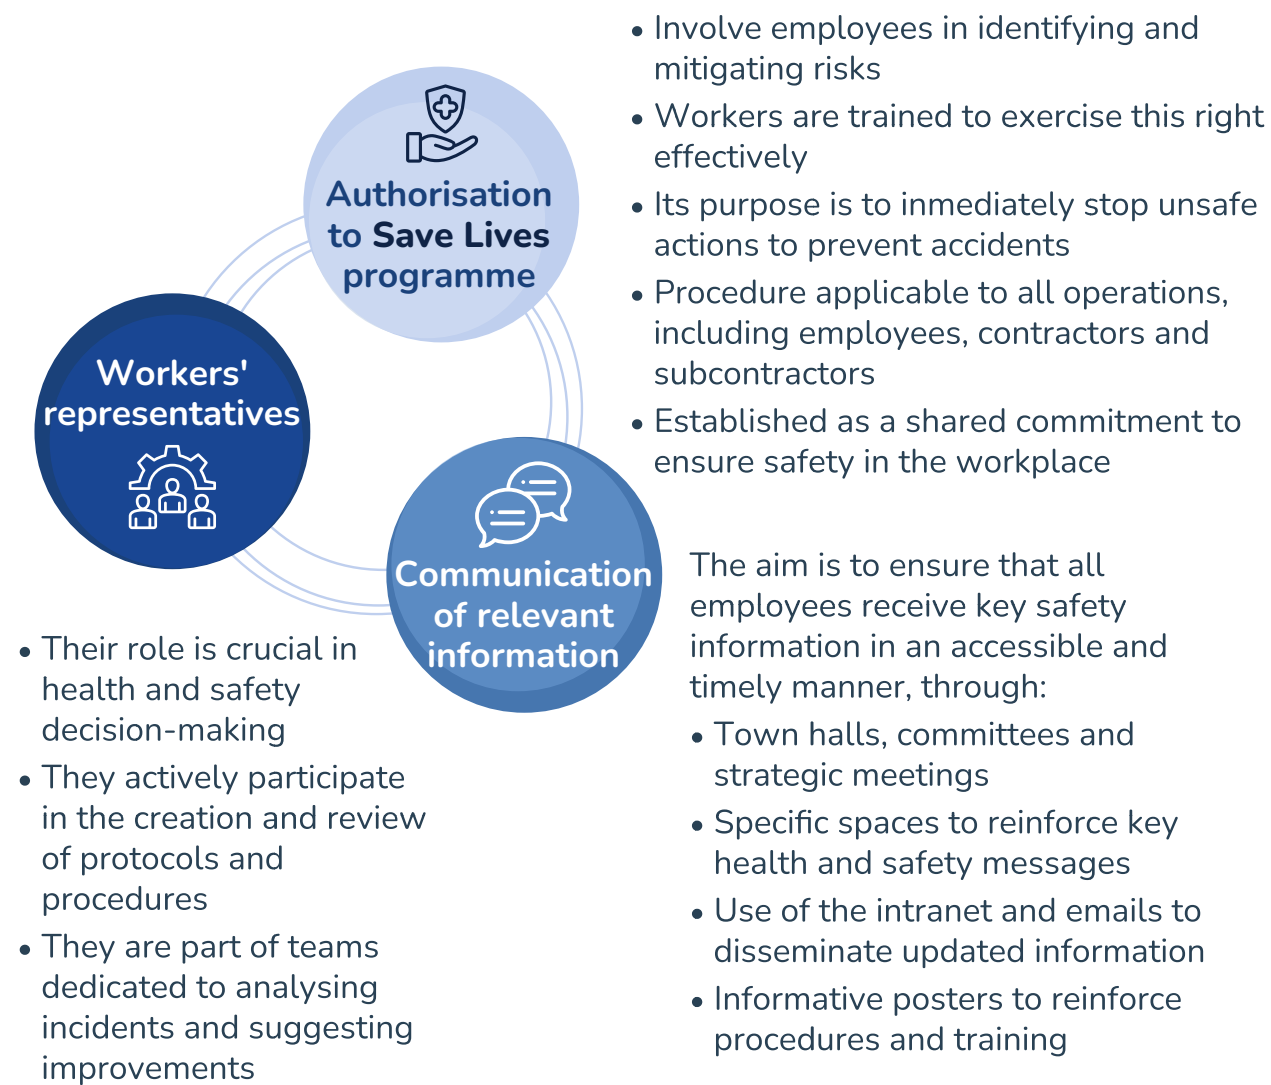 Authorisation
to Save Lives
programme
• Involve employees in identifying and
mitigating risks
• Workers are trained to exercise this right
effectively
• Its purpose is to inmediately stop unsafe
actions to prevent accidents
• Procedure applicable to all operations,
including employees, contractors and
subcontractors
• Established as a shared commitment to
ensure safety in the workplace
Workers'
representatives
• Their role is crucial in
health and safety
decision-making
• They actively participate
in the creation and review
of protocols and
procedures
• They are part of teams
dedicated to analysing
incidents and suggesting
improvements
Communication
of relevant
information
The aim is to ensure that all
employees receive key safety
information in an accessible and
timely manner, through:
• Town halls, committees and
strategic meetings
• Specific spaces to reinforce key
health and safety messages
• Use of the intranet and emails to
disseminate updated information
• Informative posters to reinforce
procedures and training